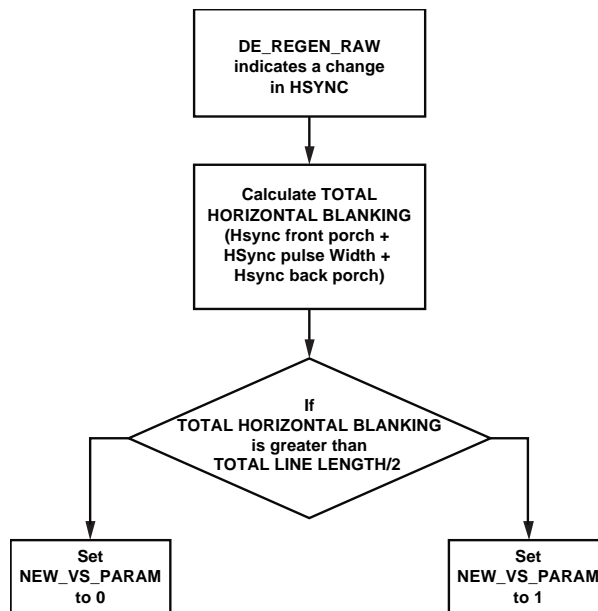 DE_REGEN_RAW
indicates a change
in HSYNC
Calculate TOTAL
HORIZONTAL BLANKING
(Hsync front porch +
HSync pulse Width +
Hsync back porch)
If
TOTAL HORIZONTAL BLANKING
is greater than
TOTAL LINE LENGTH/2
Set
NEW_VS_PARAM
to 0
Set
NEW_VS_PARAM
to 1